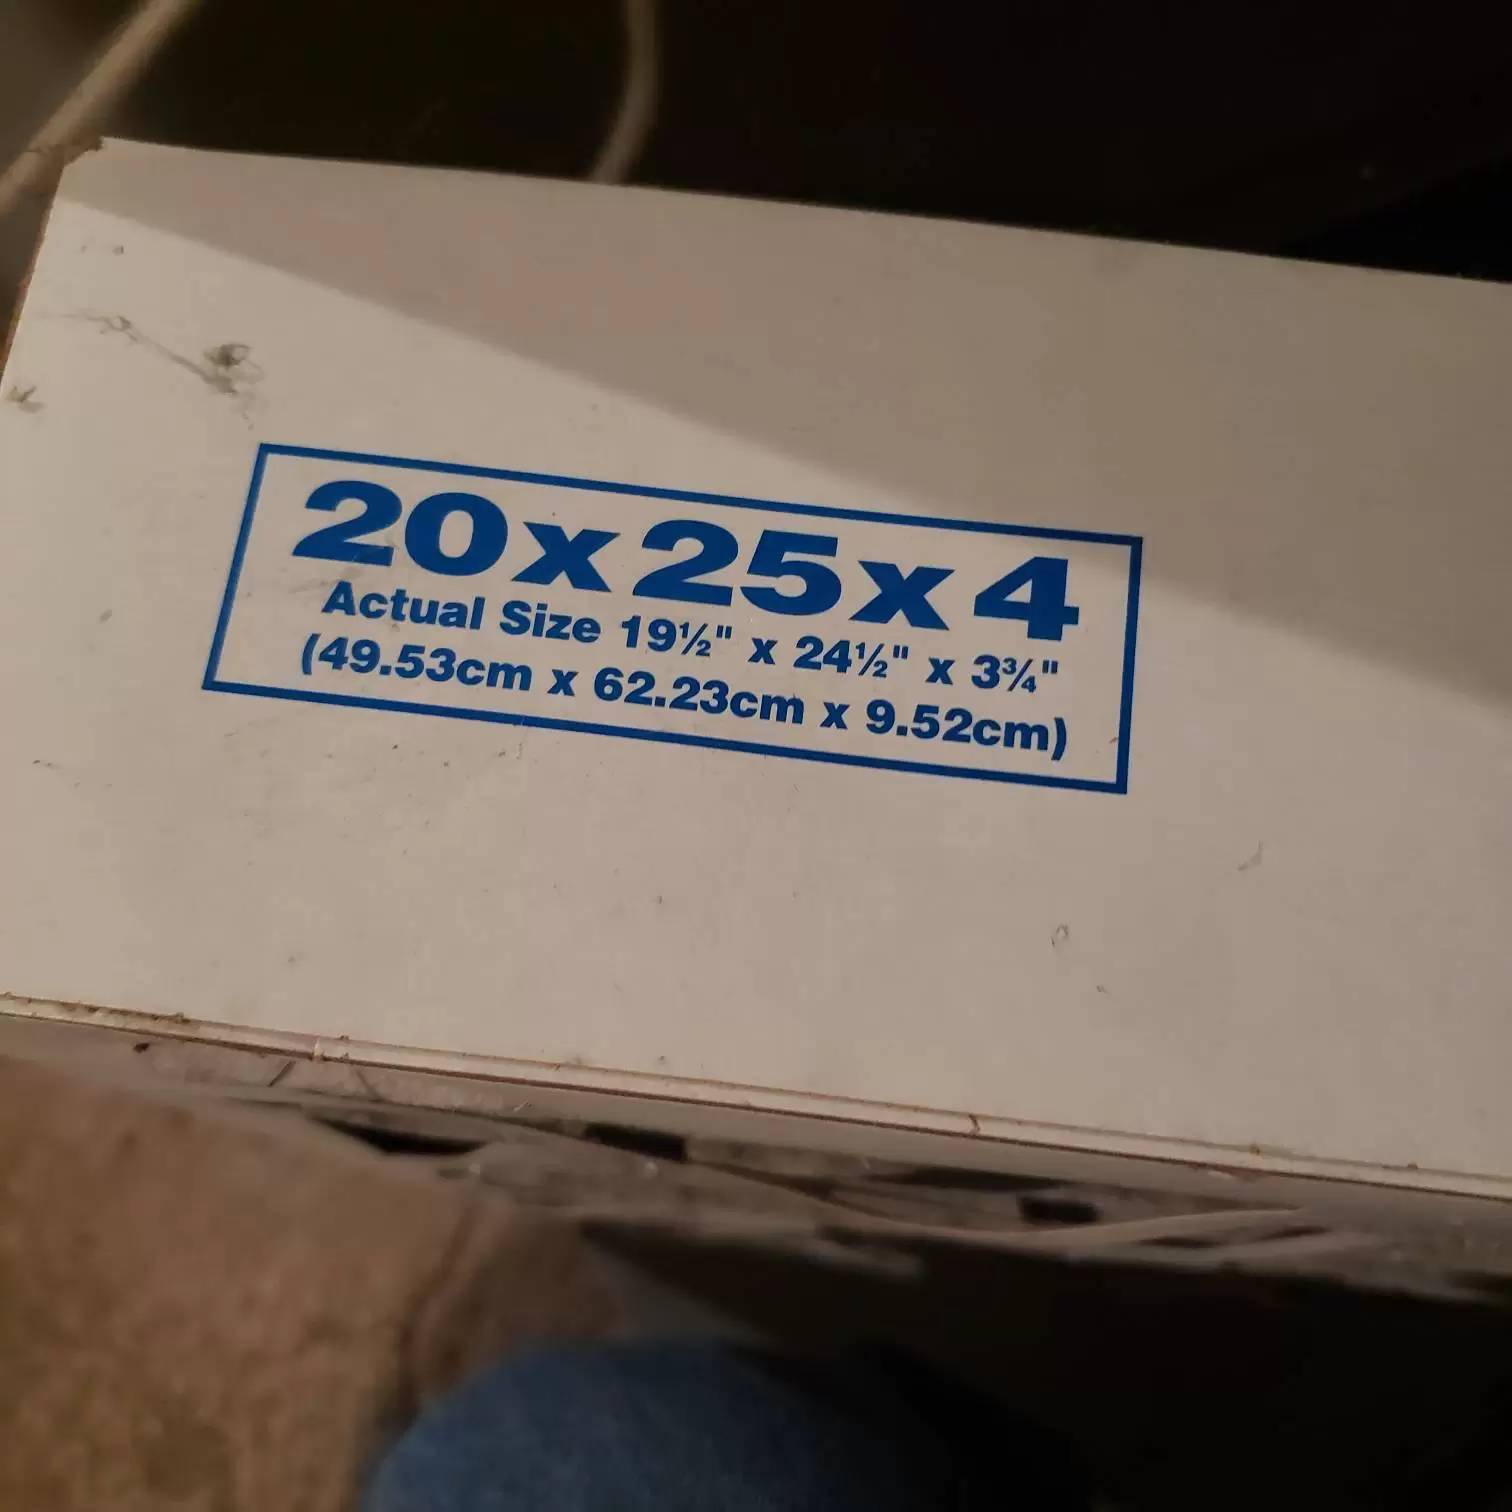 20x25x4
Actual Size 19½" x 24½" x 3¾"
(49.53cm x 62.23cm x 9.52cm)